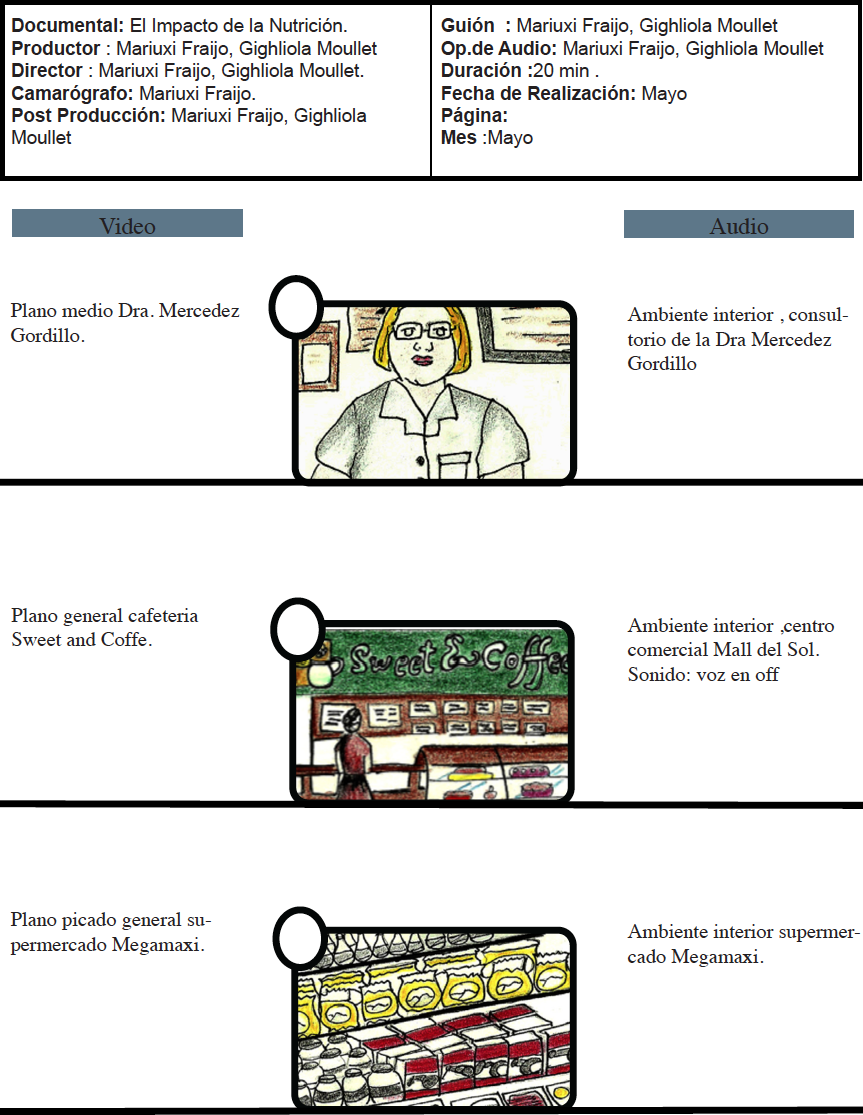 Documental: El Impacto de la Nutrición.
Productor : Mariuxi Fraijo, Gighliola Moullet
Director : Mariuxi Fraijo, Gighliola Moullet.
Camarógrafo: Mariuxi Fraijo.
Post Producción: Mariuxi Fraijo, Gighliola
Moullet
Guión : Mariuxi Fraijo, Gighliola Moullet
Op.de Audio: Mariuxi Fraijo, Gighliola Moullet
Duración :20 min .
Fecha de Realización: Mayo
Página:
Mes :Mayo
Video
Audio
Plano medio Dra. Mercedez
Gordillo.
Ambiente interior , consul-
torio de la Dra Mercedez
Gordillo
Plano general cafeteria
Sweet and Coffe.
Sweet & Coffee
Ambiente interior ,centro
comercial Mall del Sol.
Sonido: voz en off
Plano picado general su-
permercado Megamaxi.
Ambiente interior supermer-
cado Megamaxi.